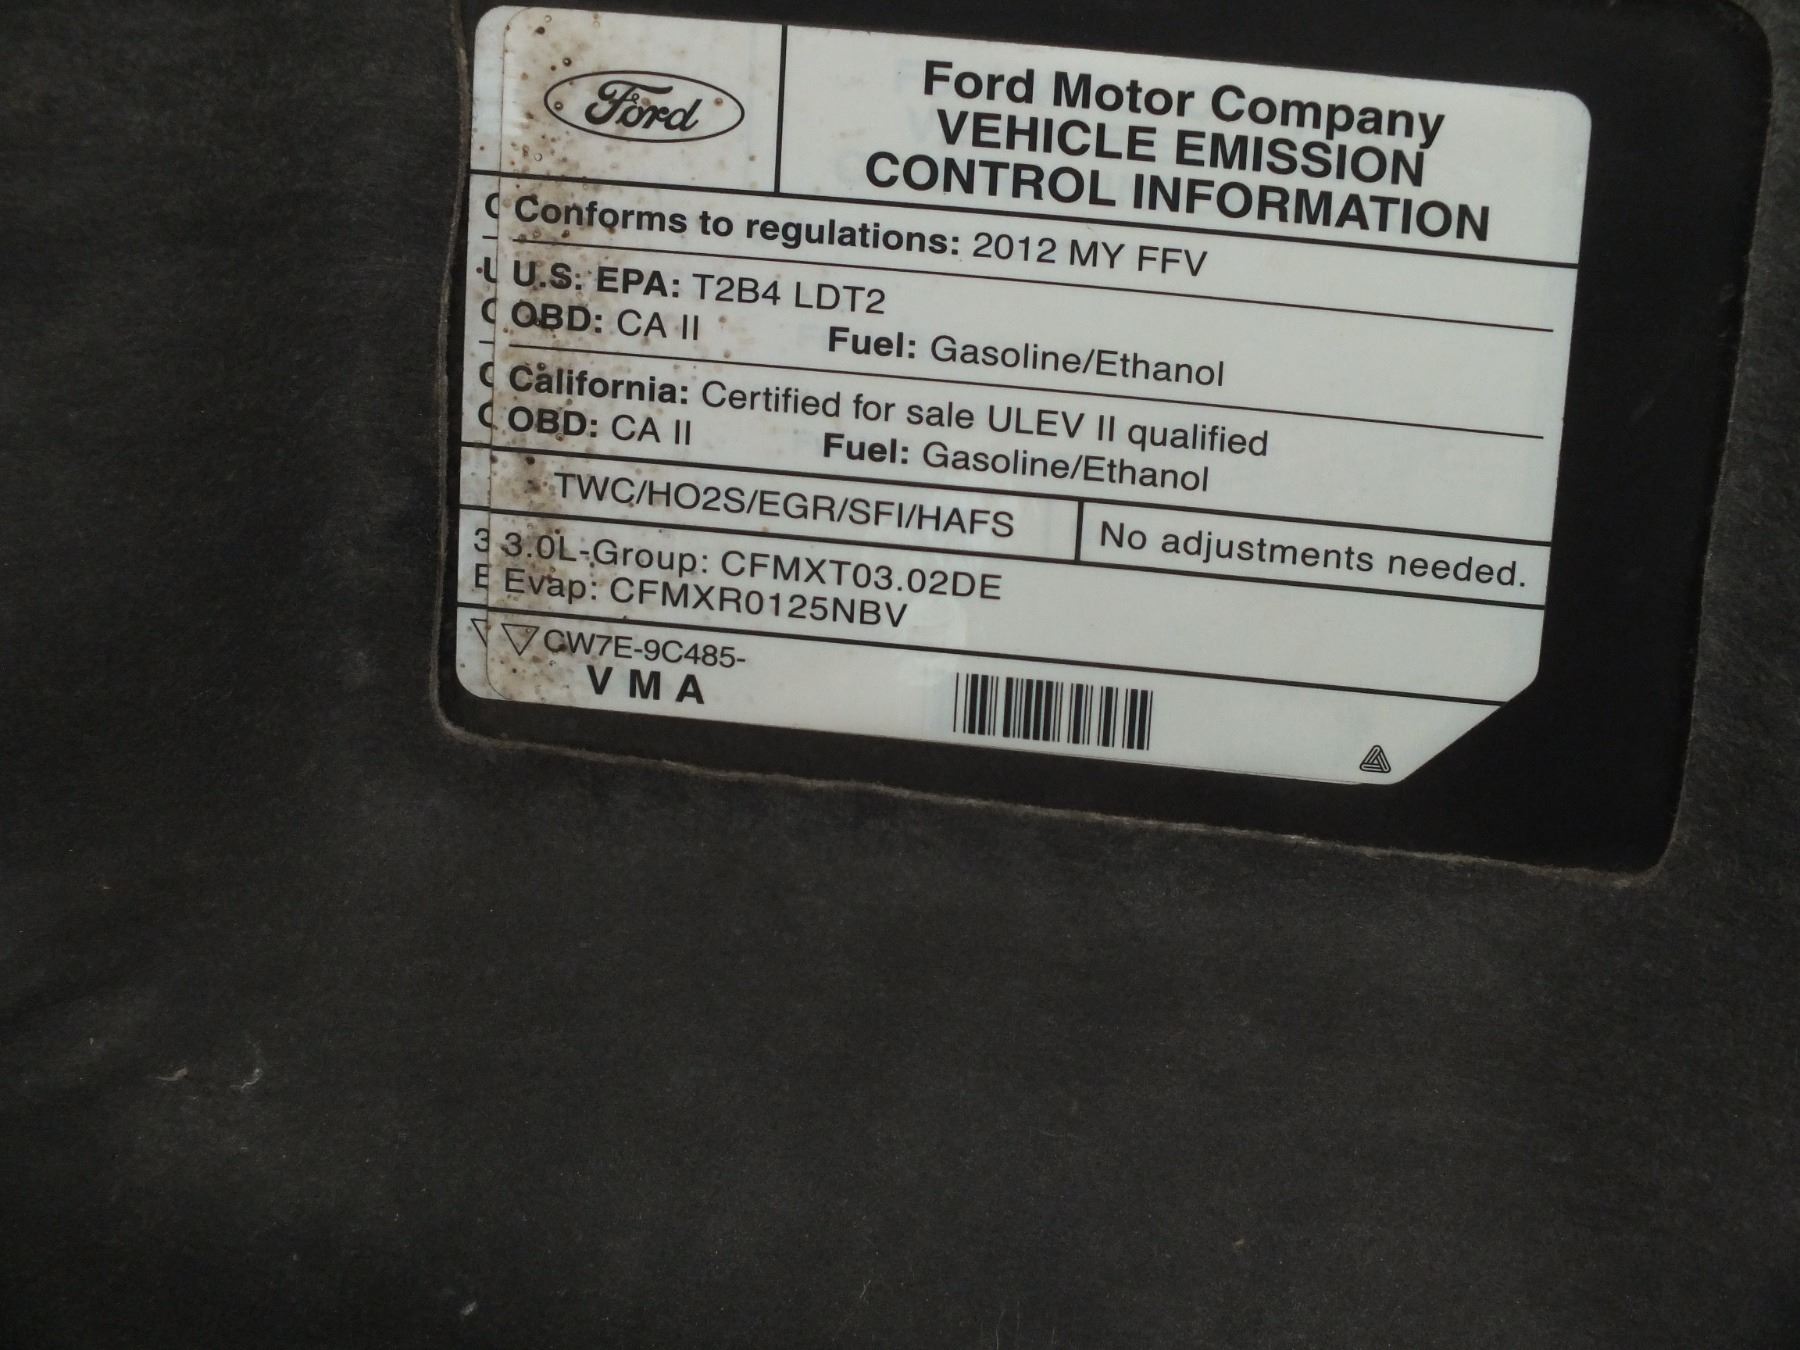 Ford
Ford Motor Company
VEHICLE EMISSION
CONTROL INFORMATION
Conforms to regulations: 2012 MY FFV
U.S. EPA: T2B4 LDT2
OBD: CA II Fuel: Gasoline/Ethanol
California: Certified for sale ULEV II qualified
OBD: CA II Fuel: Gasoline/Ethanol
TWC/HO2S/EGR/SFI/HAFS
No adjustments needed.
3.0L-Group: CFMXT03.02DE
Evap: CFMXR0125NBV
CW7E-9C485-
V M A